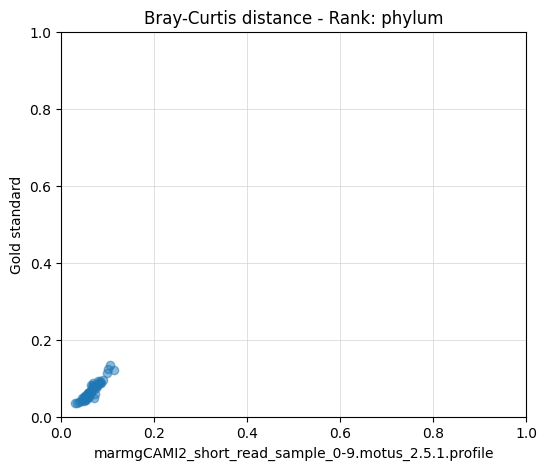 Bray-Curtis distance - Rank: phylum
1.0
0.8
0.6
0.4
0.2
0.0
Gold standard
0.0 0.2 0.4 0.6 0.8 1.0
marmgCAMI2_short_read_sample_0-9.motus_2.5.1.profile